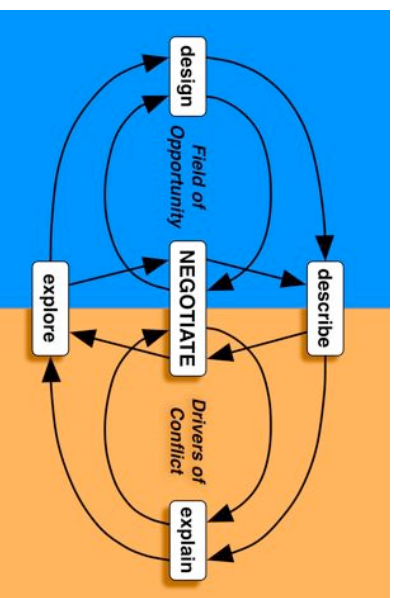 describe
design
Field of
Opportunity
NEGOTIATE
Drivers of
Conflict
explain
explore